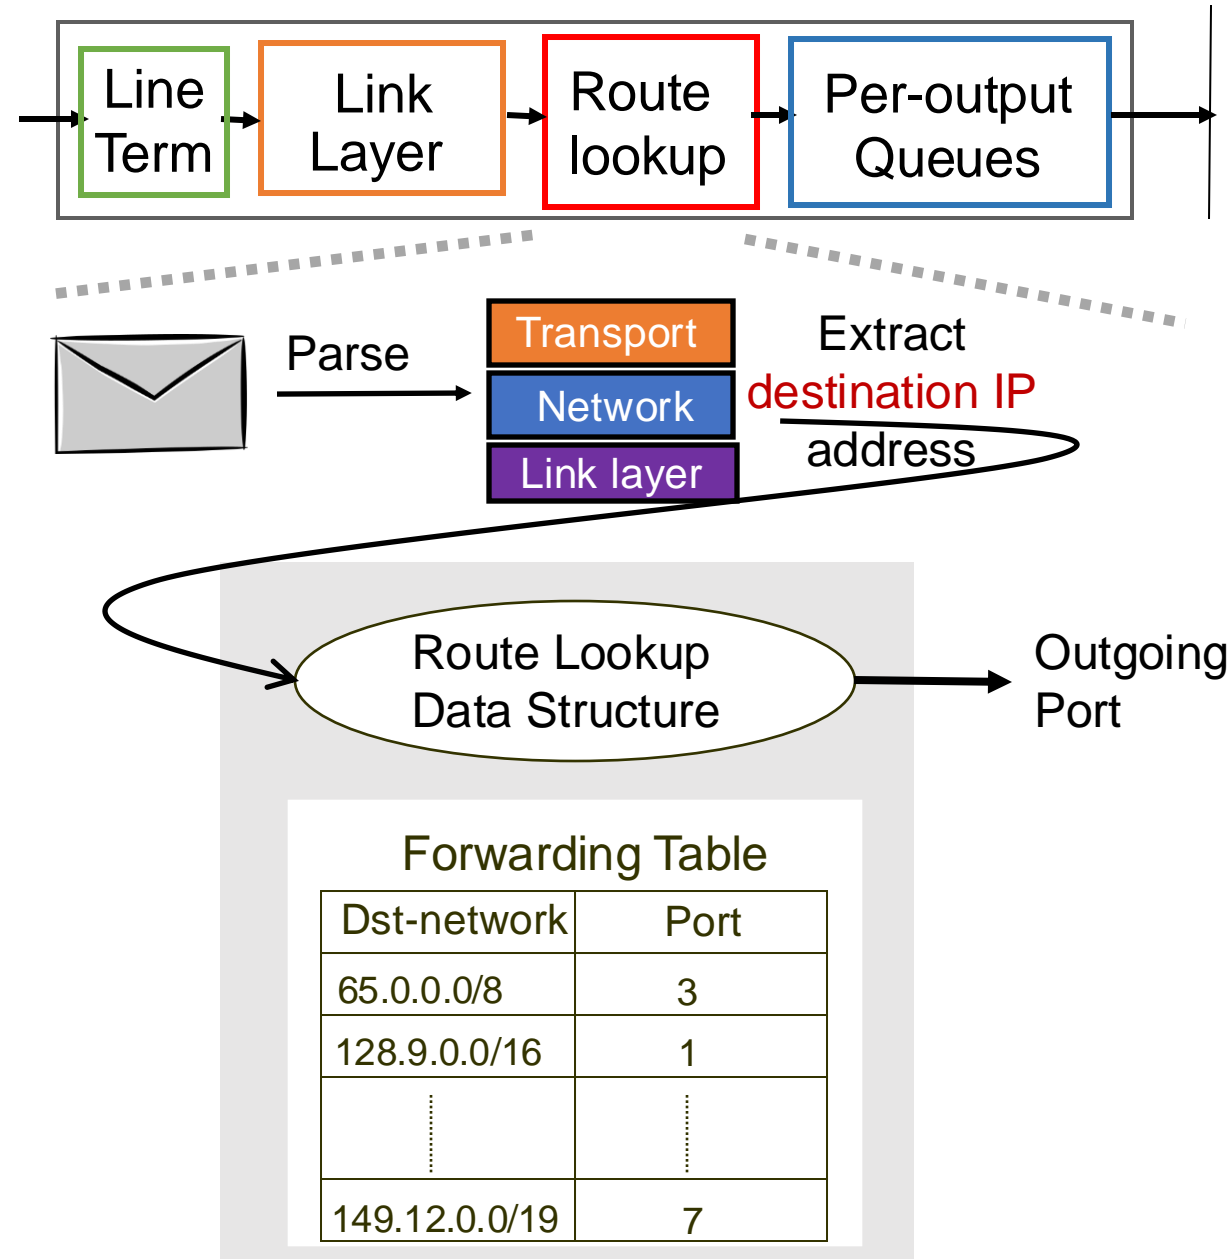 Line
Term
Link
Layer
Route
lookup
Per-output
Queues
Parse
Transport
Network
Link layer
Extract
destination IP
address
Route Lookup
Data Structure
Outgoing
Port
Forwarding Table
Dst-network Port
65.0.0.0/8 3
128.9.0.0/16 1
149.12.0.0/19 7